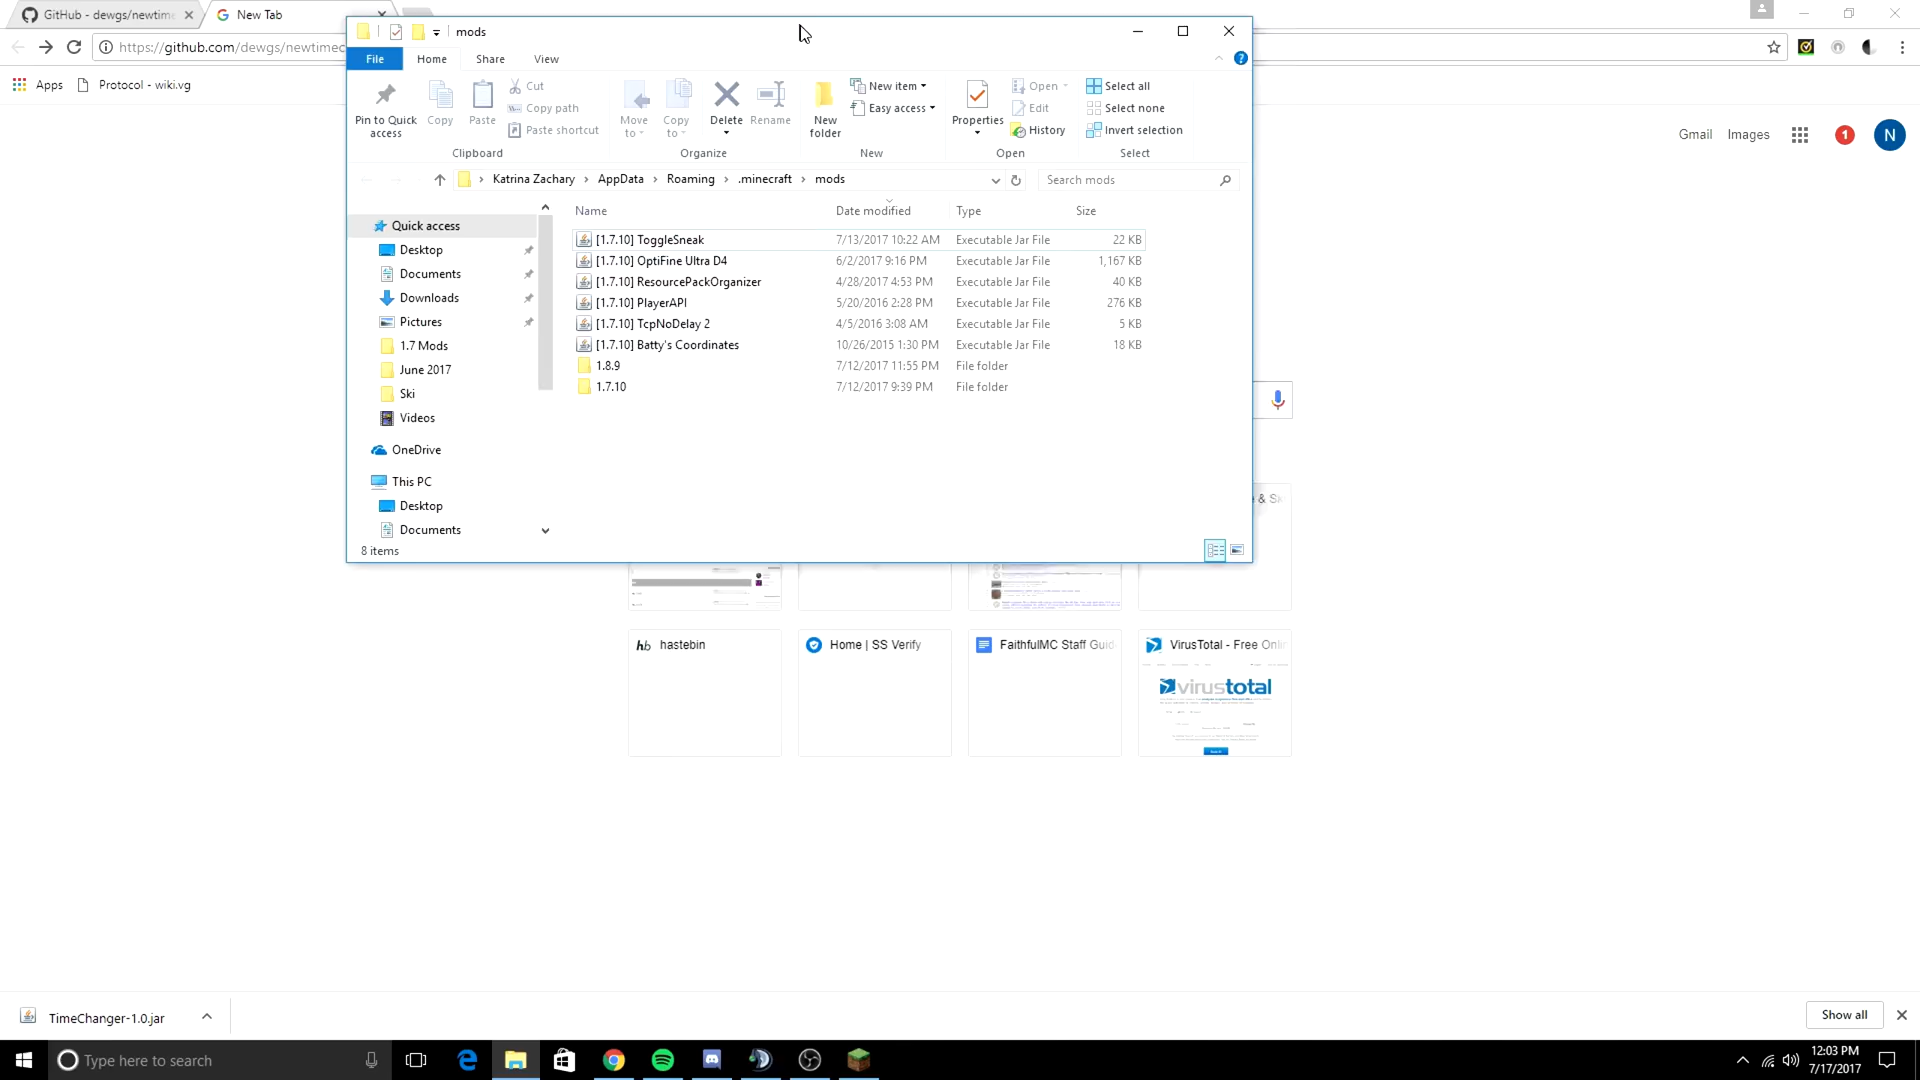 GitHub - dewgs/newtime
New Tab
https://github.com/dewgs/newtimec
Apps
Protocol - wiki.vg
mods
File
Home
Share
View
Pin to Quick access
Copy
Paste
Cut
Copy path
Paste shortcut
Clipboard
Move to
Copy to
Delete
Rename
Organize
New folder
New item
Easy access
New
Properties
Open
Edit
History
Open
Select all
Select none
Invert selection
Select
Katrina Zachary > AppData > Roaming > .minecraft > mods
Search mods
Name
Date modified
Type
Size
[1.7.10] ToggleSneak 7/13/2017 10:22 AM Executable Jar File 22 KB
[1.7.10] OptiFine Ultra D4 6/2/2017 9:16 PM Executable Jar File 1,167 KB
[1.7.10] ResourcePackOrganizer 4/28/2017 4:53 PM Executable Jar File 40 KB
[1.7.10] PlayerAPI 5/20/2016 2:28 PM Executable Jar File 276 KB
[1.7.10] TcpNoDelay 2 4/5/2016 3:08 AM Executable Jar File 5 KB
[1.7.10] Batty's Coordinates 10/26/2015 1:30 PM Executable Jar File 18 KB
1.8.9 7/12/2017 11:55 PM File folder
1.7.10 7/12/2017 9:39 PM File folder
Quick access
Desktop
Documents
Downloads
Pictures
1.7 Mods
June 2017
Ski
Videos
OneDrive
This PC
Desktop
Documents
8 items
Gmail
Images
1
N
hb hastebin
Home | SS Verify
FaithfulMC Staff Guid
VirusTotal - Free Onlin
virustotal
TimeChanger-1.0.jar
Show all
Type here to search
12:03 PM
7/17/2017